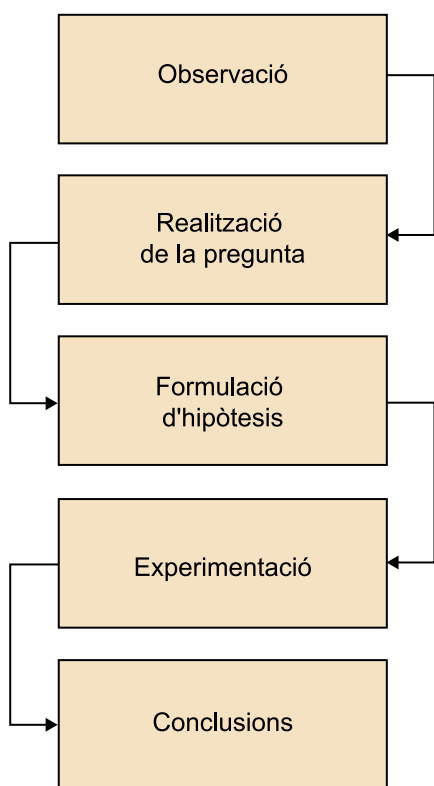 Observació
Realització
de la pregunta
Formulació
d'hipòtesis
Experimentació
Conclusions